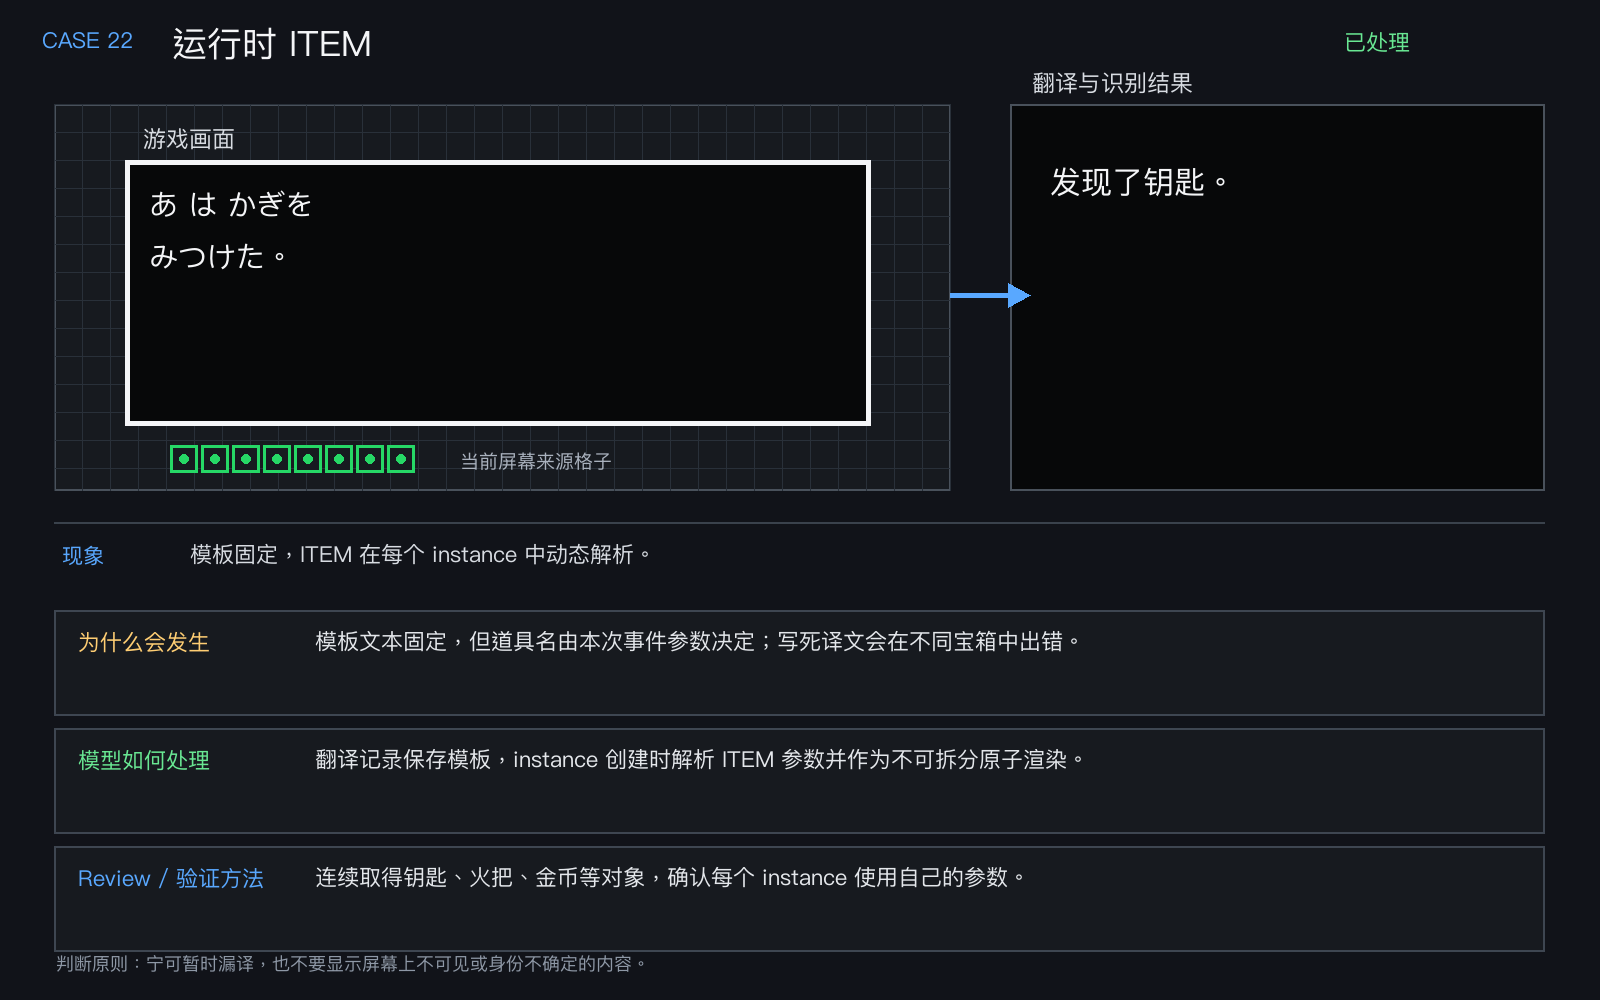 CASE 22 运行时 ITEM
已处理
翻译与识别结果
游戏画面
あ は かぎを
みつけた。
当前屏幕来源格子
发现了钥匙。
现象 模板固定，ITEM 在每个 instance 中动态解析。
为什么会发生 模板文本固定，但道具名由本次事件参数决定；写死译文会在不同宝箱中出错。
模型如何处理 翻译记录保存模板，instance 创建时解析 ITEM 参数并作为不可拆分原子渲染。
Review / 验证方法 连续取得钥匙、火把、金币等对象，确认每个 instance 使用自己的参数。
判断原则：宁可暂时漏译，也不要显示屏幕上不可见或身份不确定的内容。